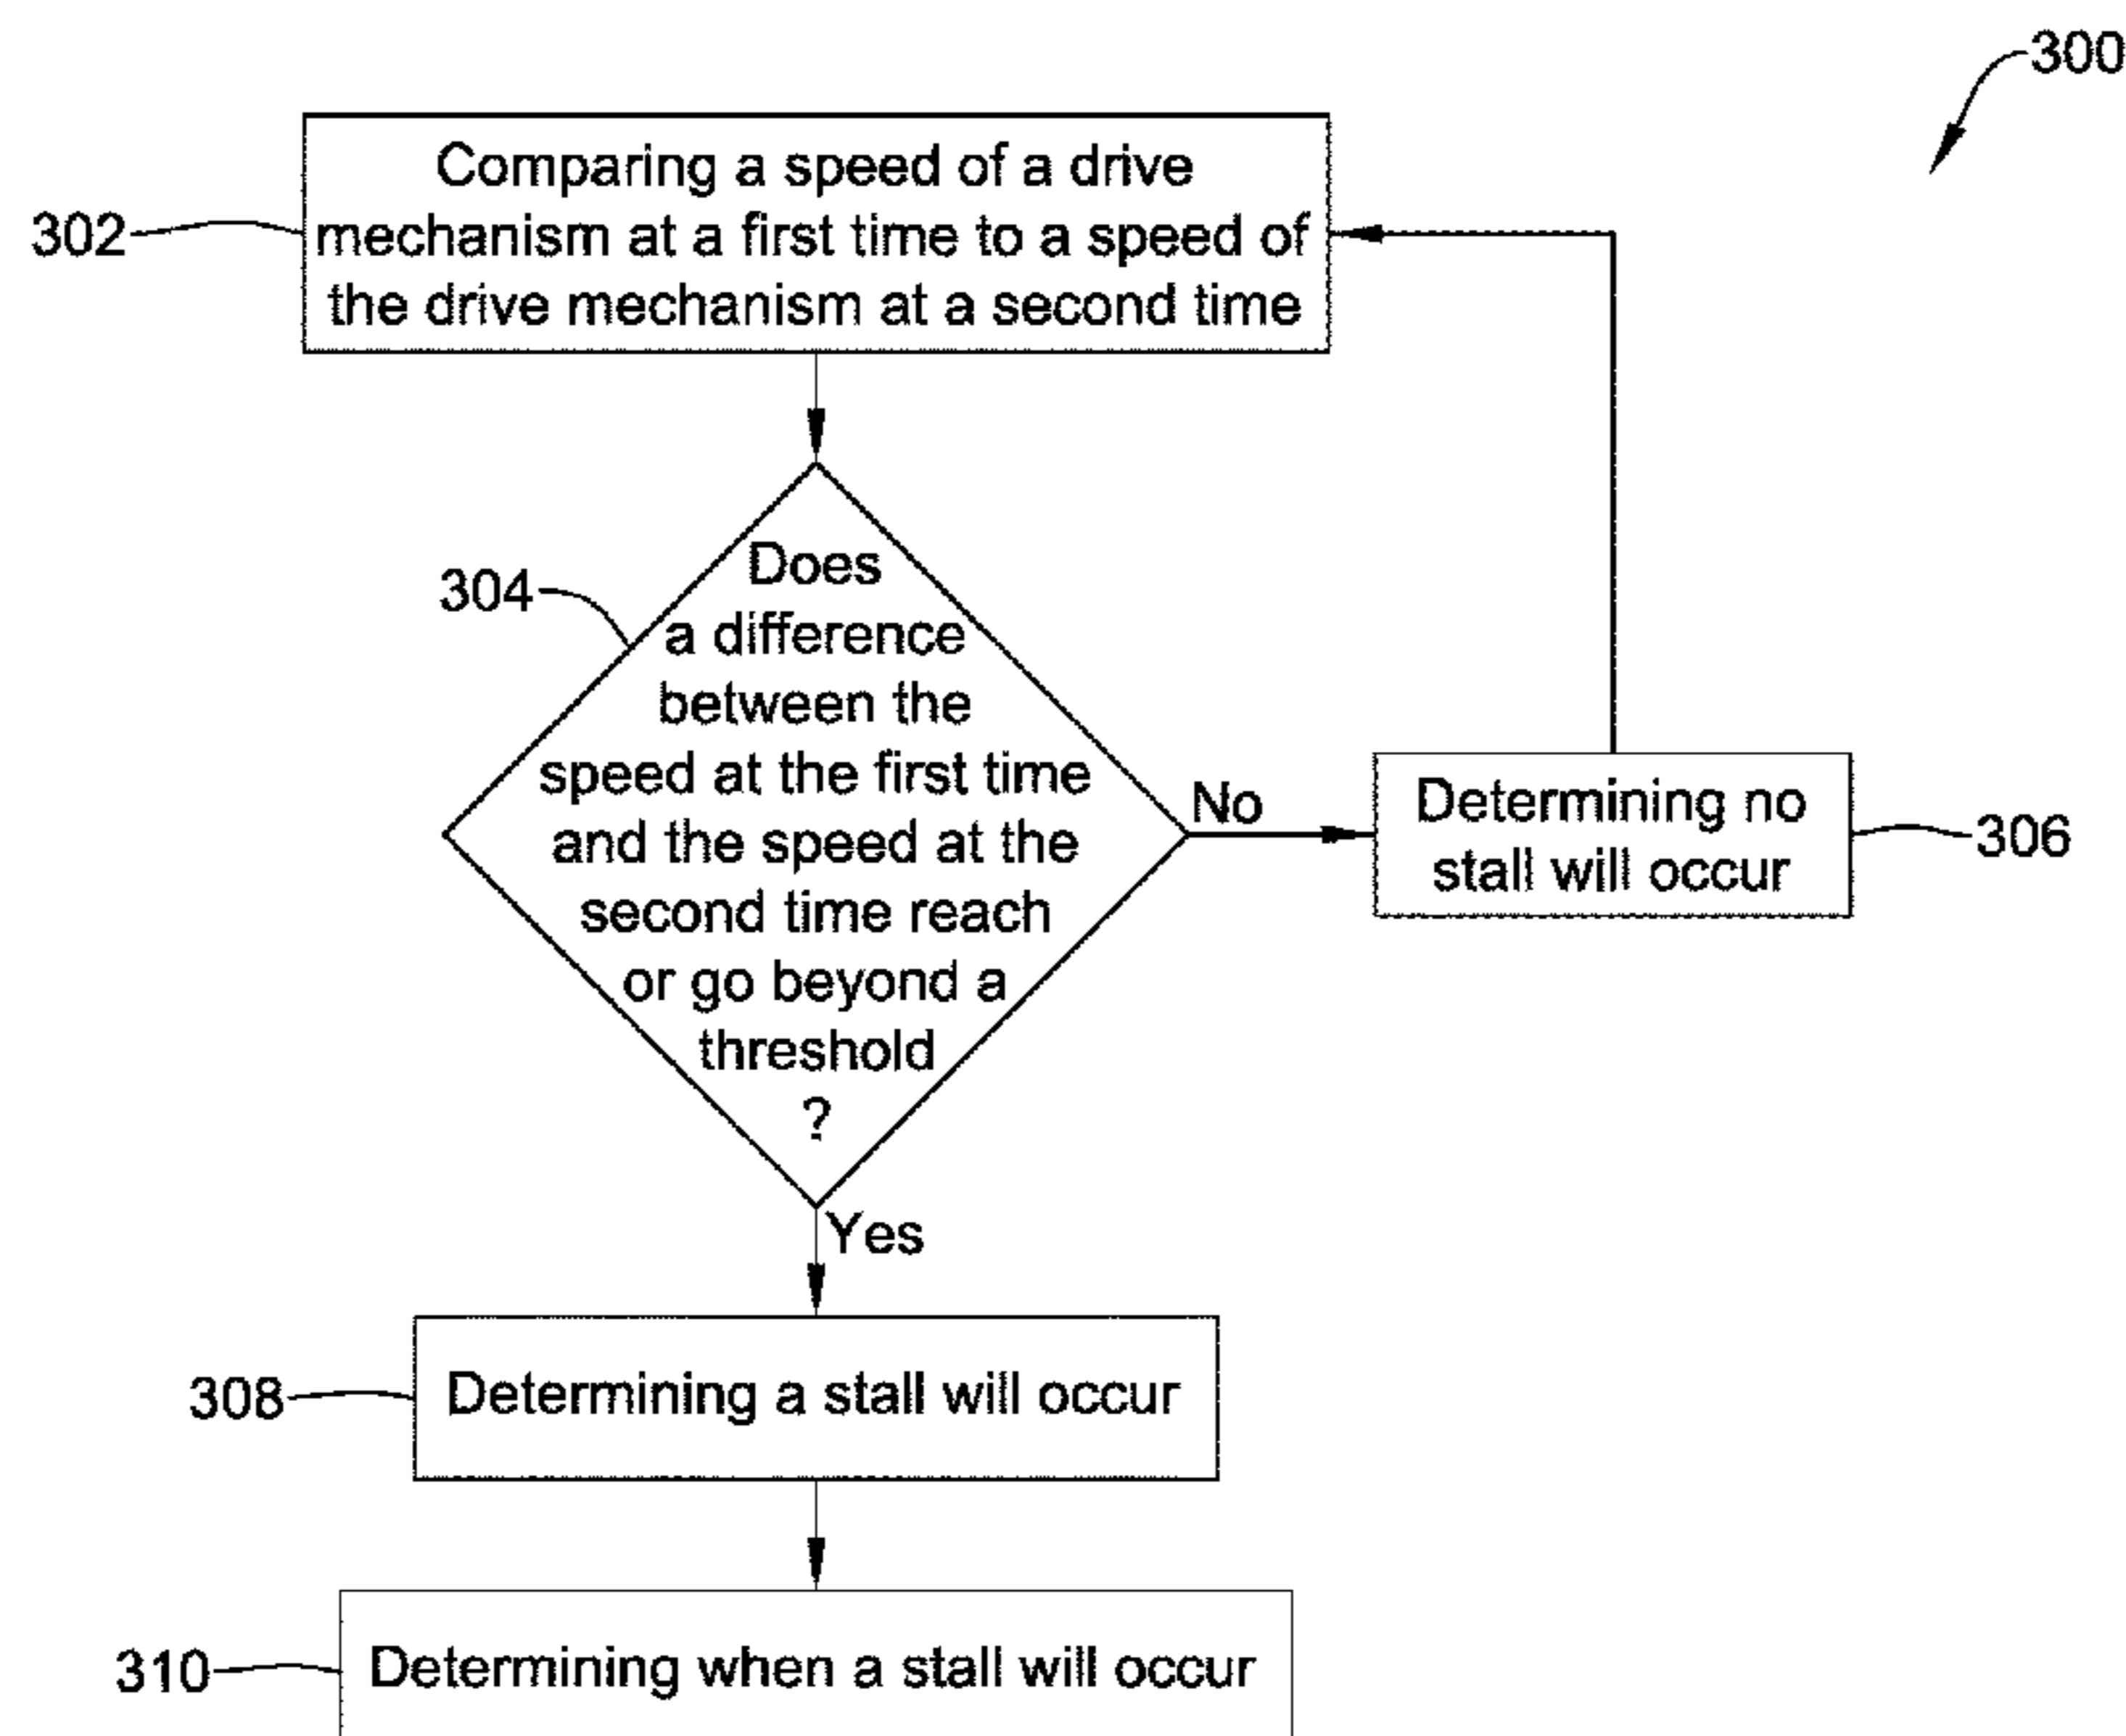 300
302
Comparing a speed of a drive
mechanism at a first time to a speed of
the drive mechanism at a second time
304
Does
a difference
between the
speed at the first time
and the speed at the
second time reach
or go beyond a
threshold
?
No
Determining no
stall will occur
306
Yes
308
Determining a stall will occur
310
Determining when a stall will occur